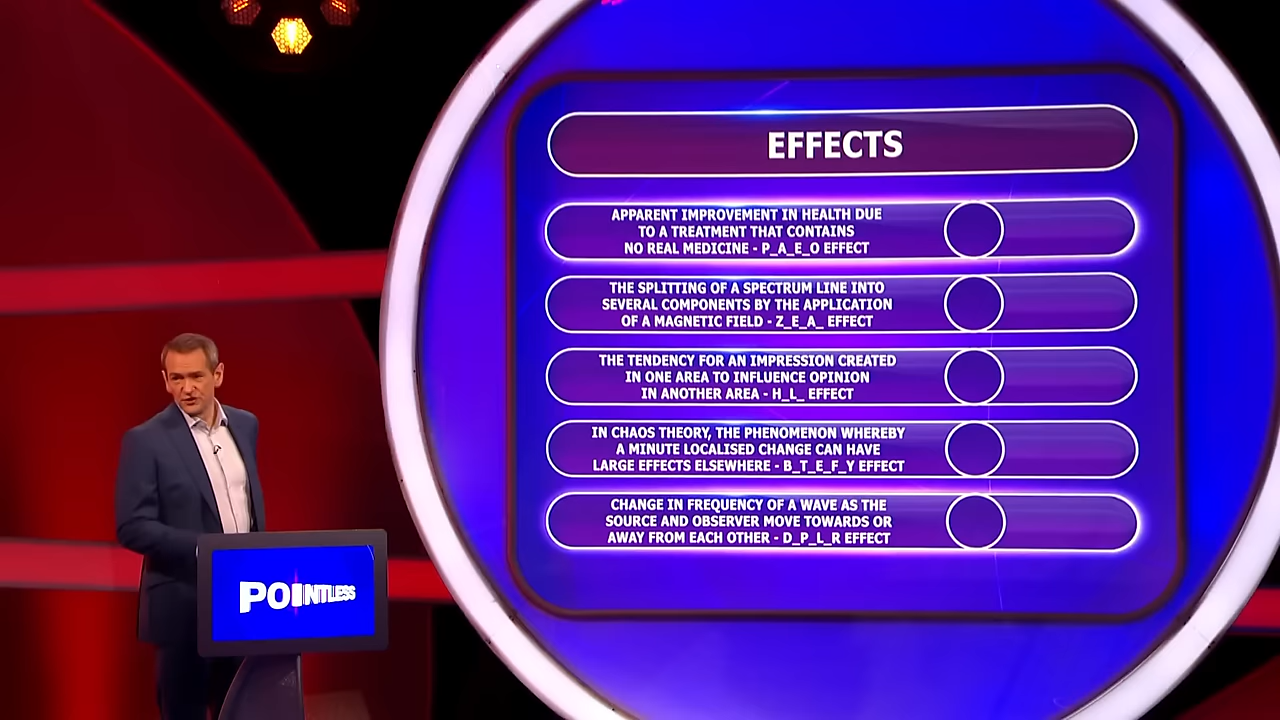 EFFECTS
APPARENT IMPROVEMENT IN HEALTH DUE
TO A TREATMENT THAT CONTAINS
NO REAL MEDICINE - P_A_E_O EFFECT
THE SPLITTING OF A SPECTRUM LINE INTO
SEVERAL COMPONENTS BY THE APPLICATION
OF A MAGNETIC FIELD - Z_E_A_ EFFECT
THE TENDENCY FOR AN IMPRESSION CREATED
IN ONE AREA TO INFLUENCE OPINION
IN ANOTHER AREA - H_L_ EFFECT
IN CHAOS THEORY, THE PHENOMENON WHEREBY
A MINUTE LOCALISED CHANGE CAN HAVE
LARGE EFFECTS ELSEWHERE - B_T_E_F_Y EFFECT
CHANGE IN FREQUENCY OF A WAVE AS THE
SOURCE AND OBSERVER MOVE TOWARDS OR
AWAY FROM EACH OTHER - D_P_L_R EFFECT
POINTLESS